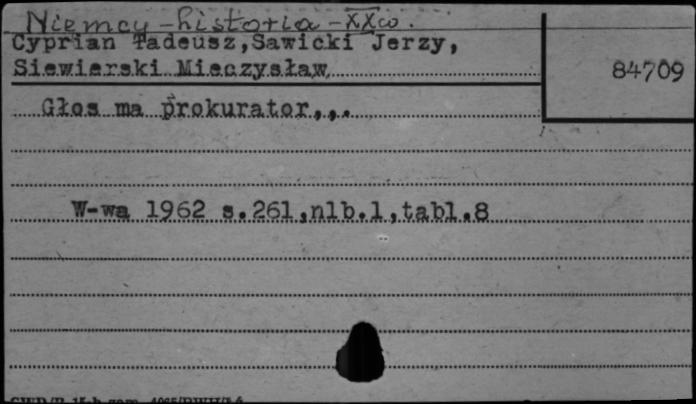 Niemcy - historia - XX w.
Cyprian Tadeusz,Sawicki Jerzy,
Siewierski Mieczysław
84709
Głos ma prokurator,,.
W-wa 1962 s.261,nlb.1,tabl.8